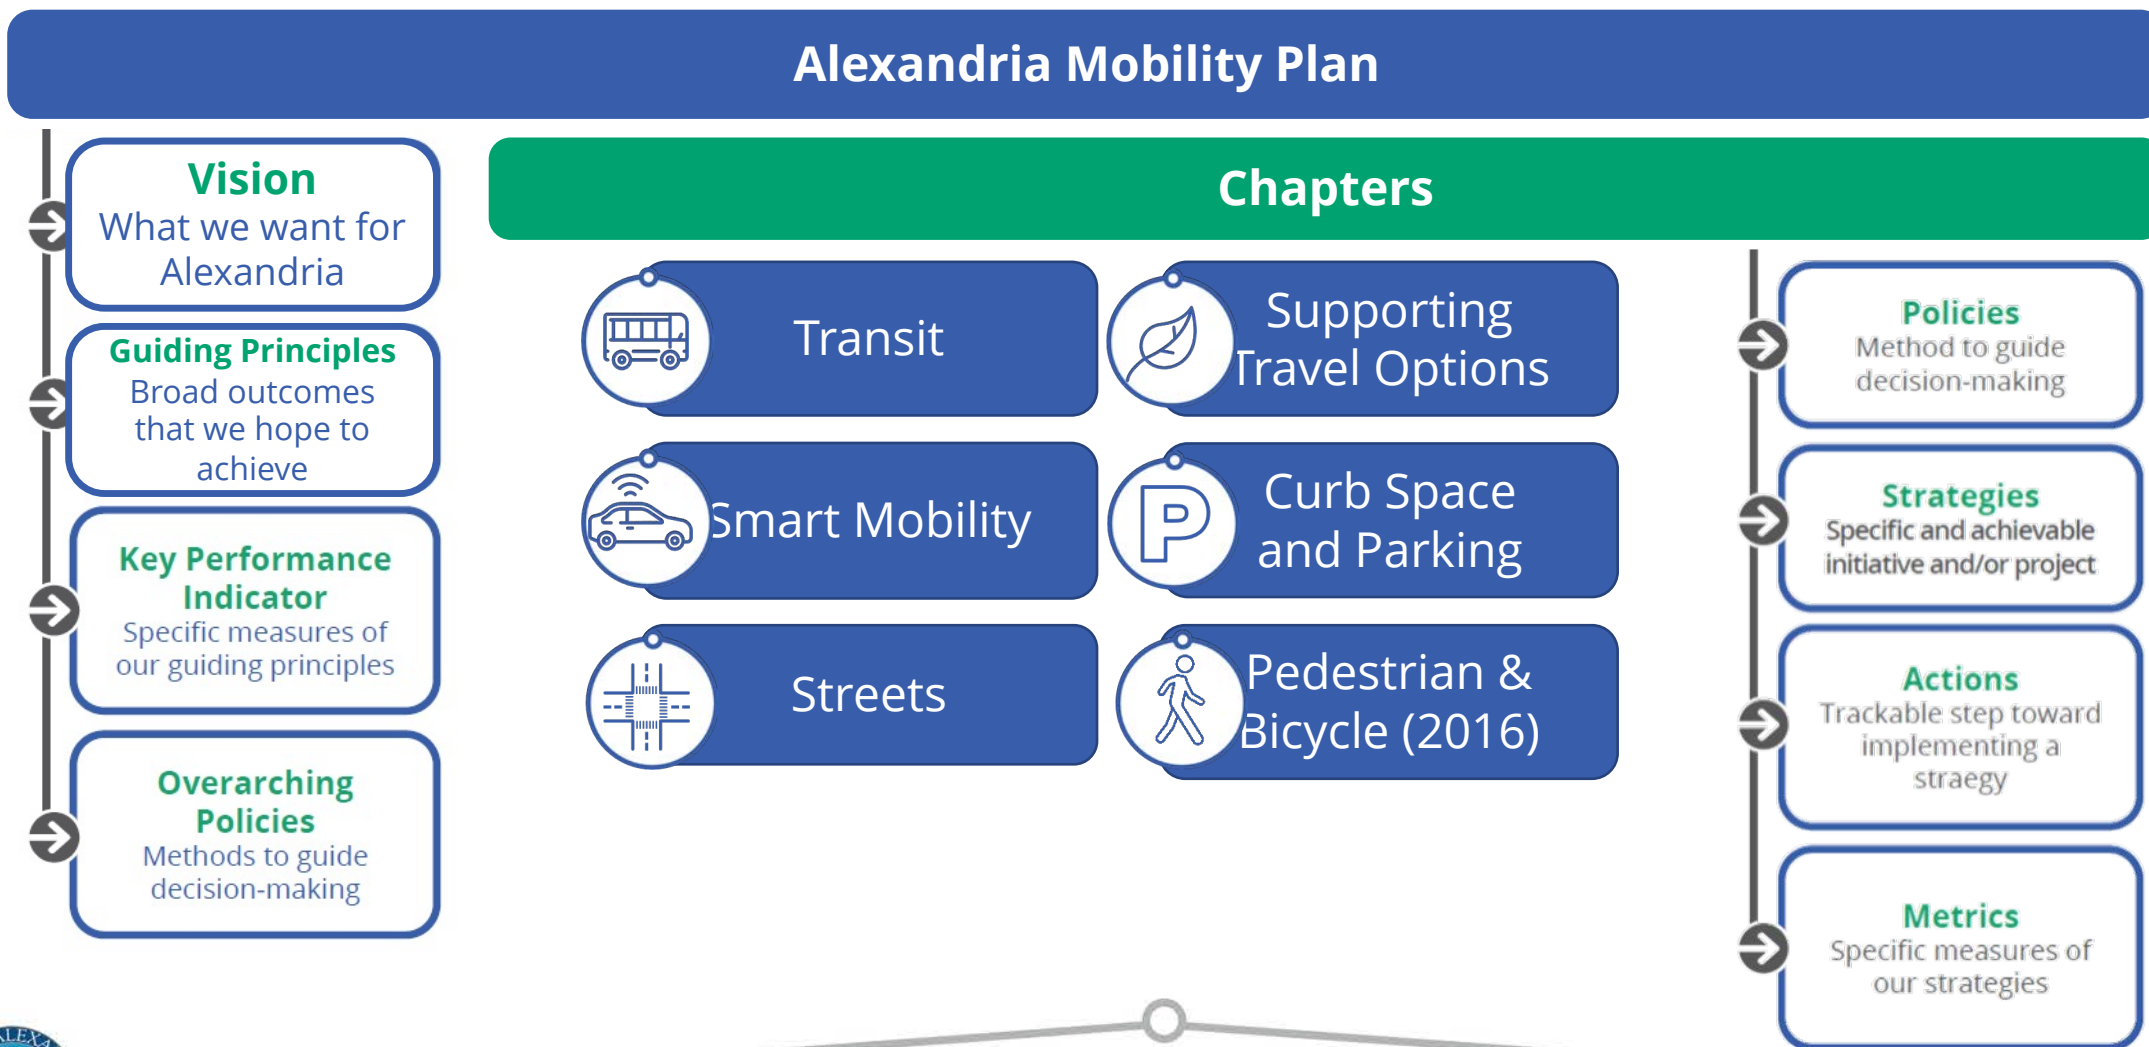 Alexandria Mobility Plan
Vision
What we want for
Alexandria
Guiding Principles
Broad outcomes
that we hope to
achieve
Key Performance
Indicator
Specific measures of
our guiding principles
Overarching
Policies
Methods to guide
decision-making
Chapters
Transit
Supporting
Travel Options
Smart Mobility
P
Curb Space
and Parking
Streets
Pedestrian &
Bicycle (2016)
Policies
Method to guide
decision-making
Strategies
Specific and achievable
initiative and/or project
Actions
Trackable step toward
implementing a
straegy
Metrics
Specific measures of
our strategies